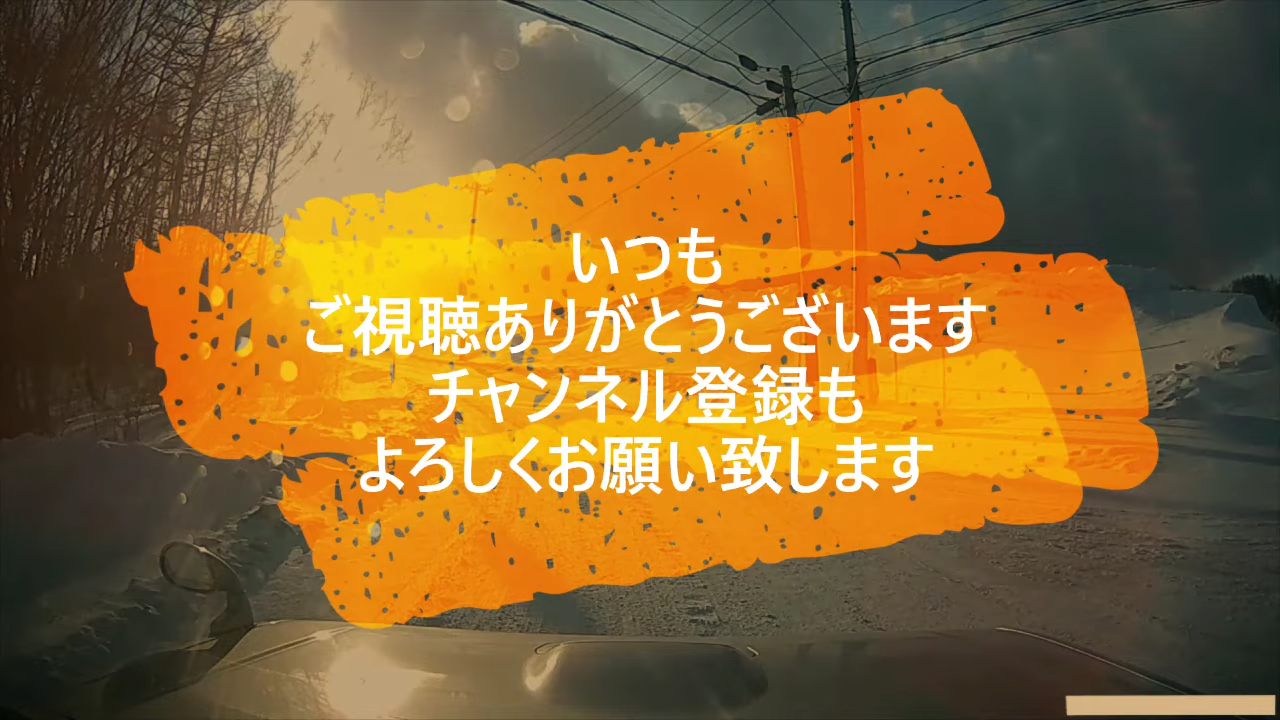 いつも
ご視聴ありがとうございます
チャンネル登録も
よろしくお願い致します